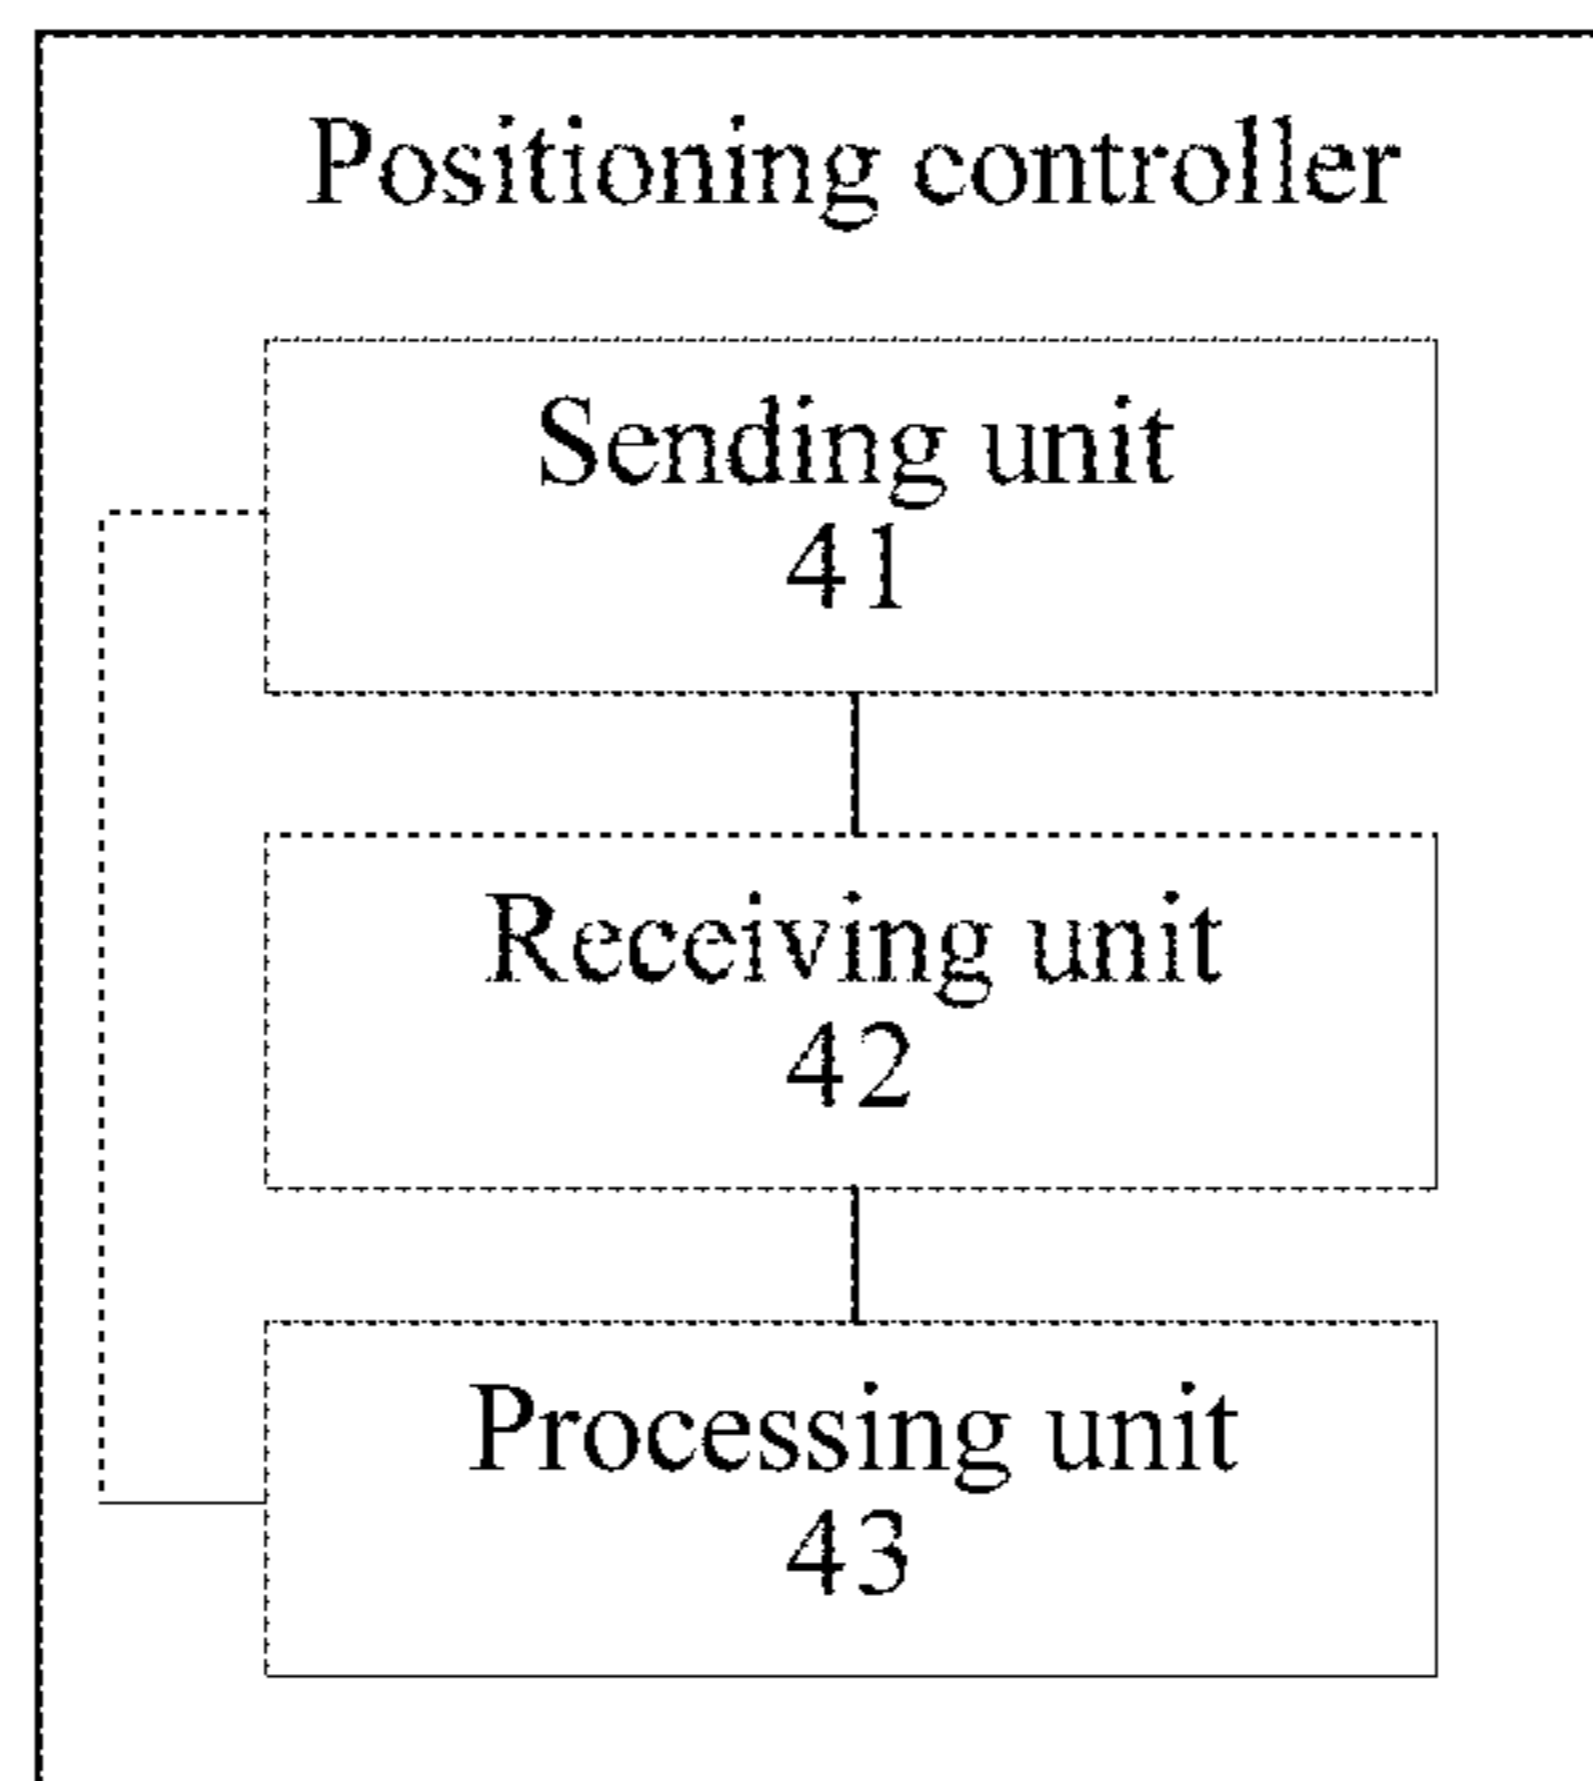 Positioning controller
Sending unit
41
Receiving unit
42
Processing unit
43